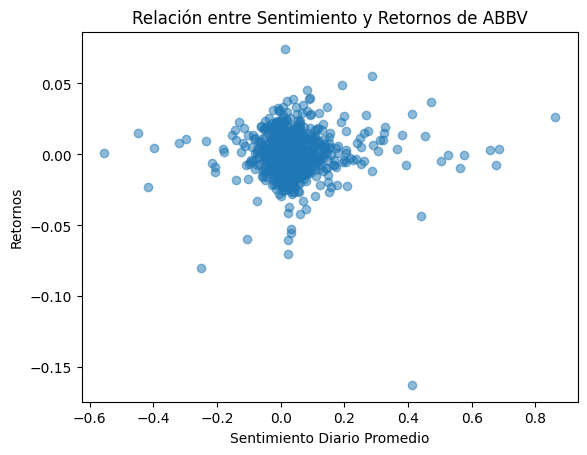 Relación entre Sentimiento y Retornos de ABBV
Retornos
0.05
0.00
−0.05
−0.10
−0.15
−0.6 −0.4 −0.2 0.0 0.2 0.4 0.6 0.8
Sentimiento Diario Promedio